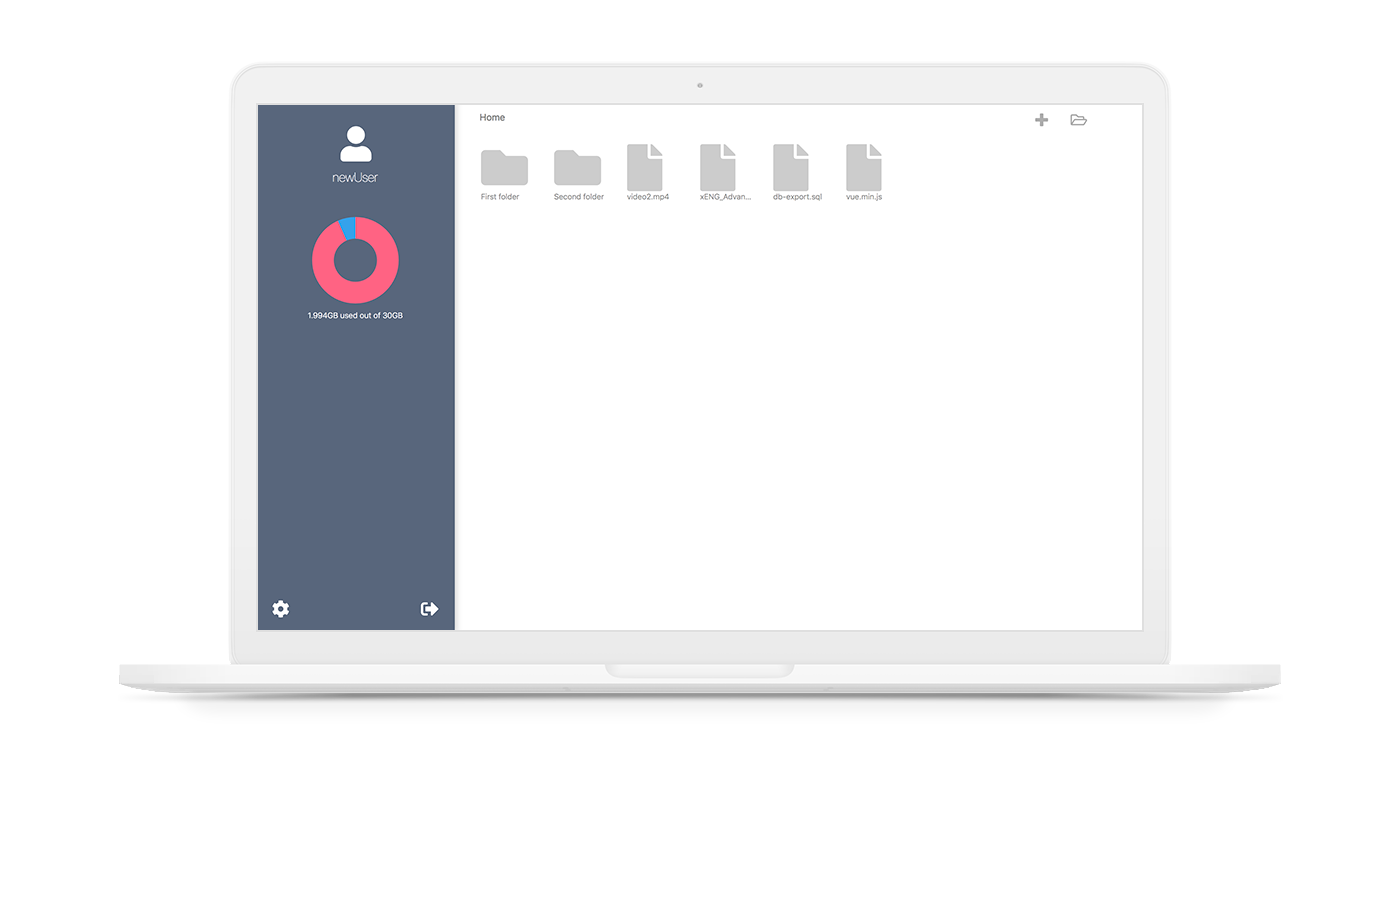 newUser
1.994GB used out of 30GB
Home
First folder
Second folder
video2.mp4
xENG_Advan...
db-export.sql
vue.min.js